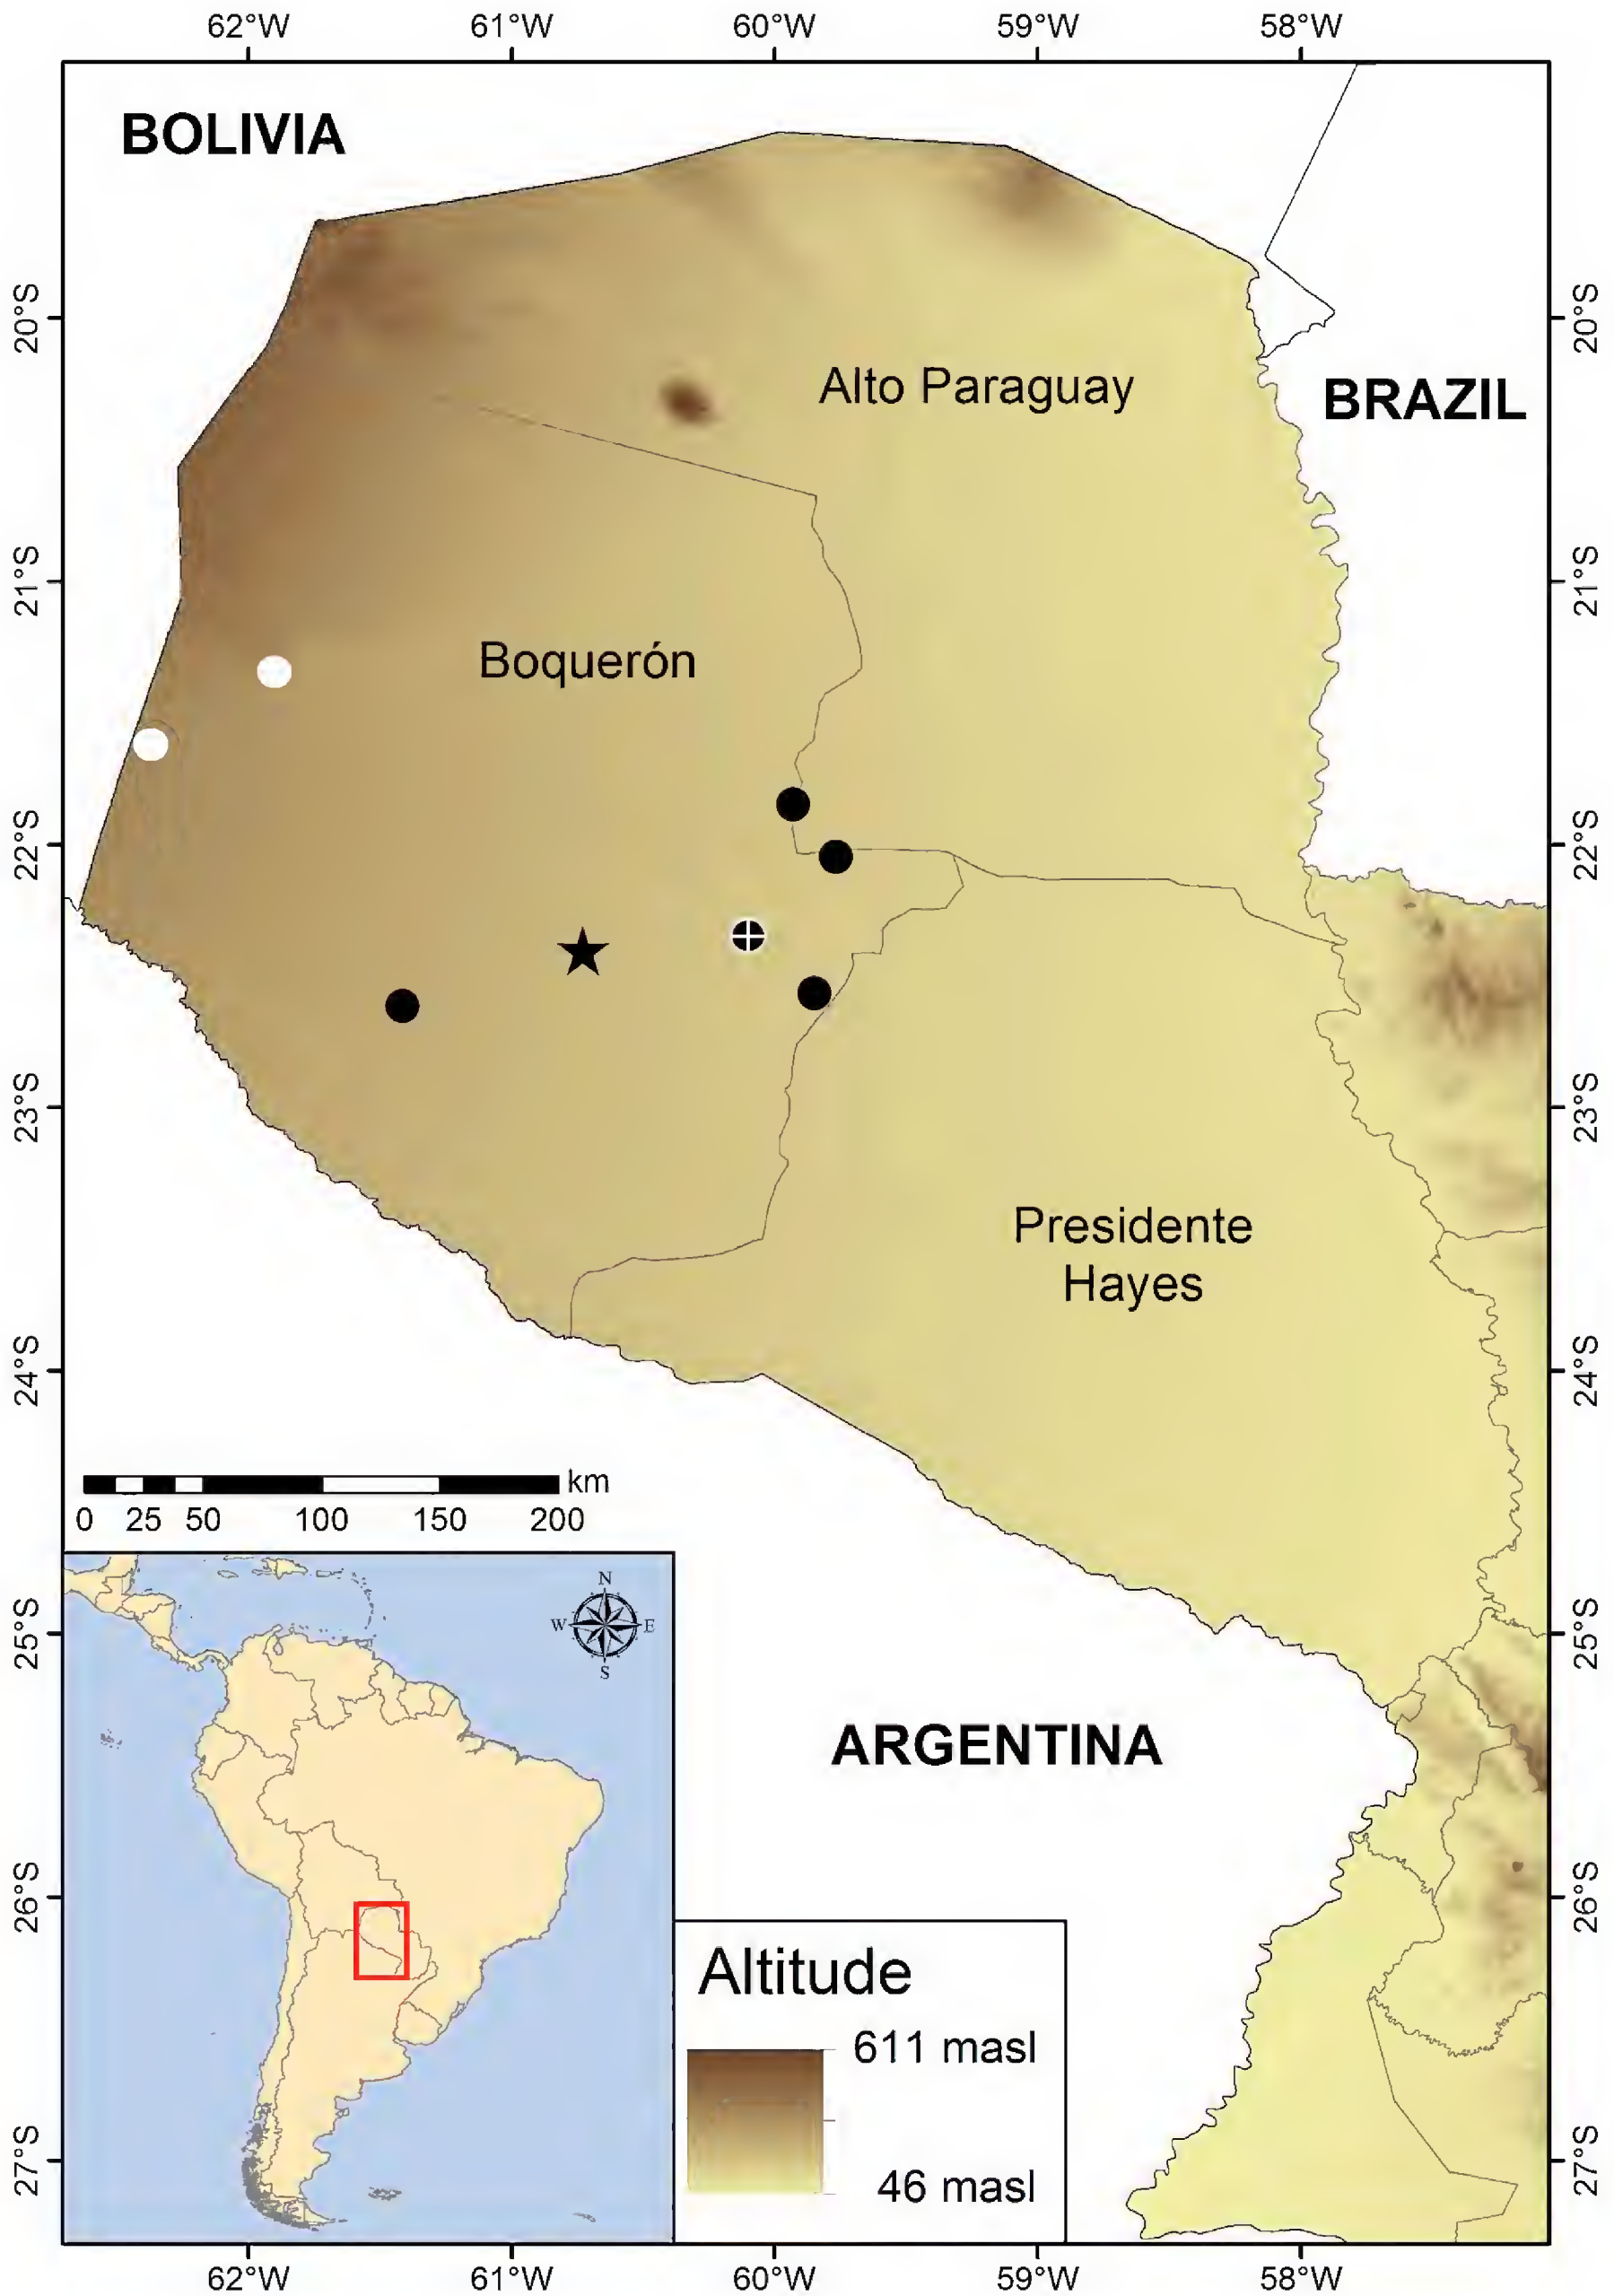 62°W 61°W 60°W 59°W 58°W
BOLIVIA
20°S 20°S
Alto Paraguay
BRAZIL
21°S 21°S
Boquerón
22°S 22°S
23°S 23°S
Presidente
Hayes
24°S 24°S
km
0 25 50 100 150 200
N
W E
S
25°S 25°S
ARGENTINA
26°S 26°S
Altitude
611 masl
46 masl
27°S 27°S
62°W 61°W 60°W 59°W 58°W